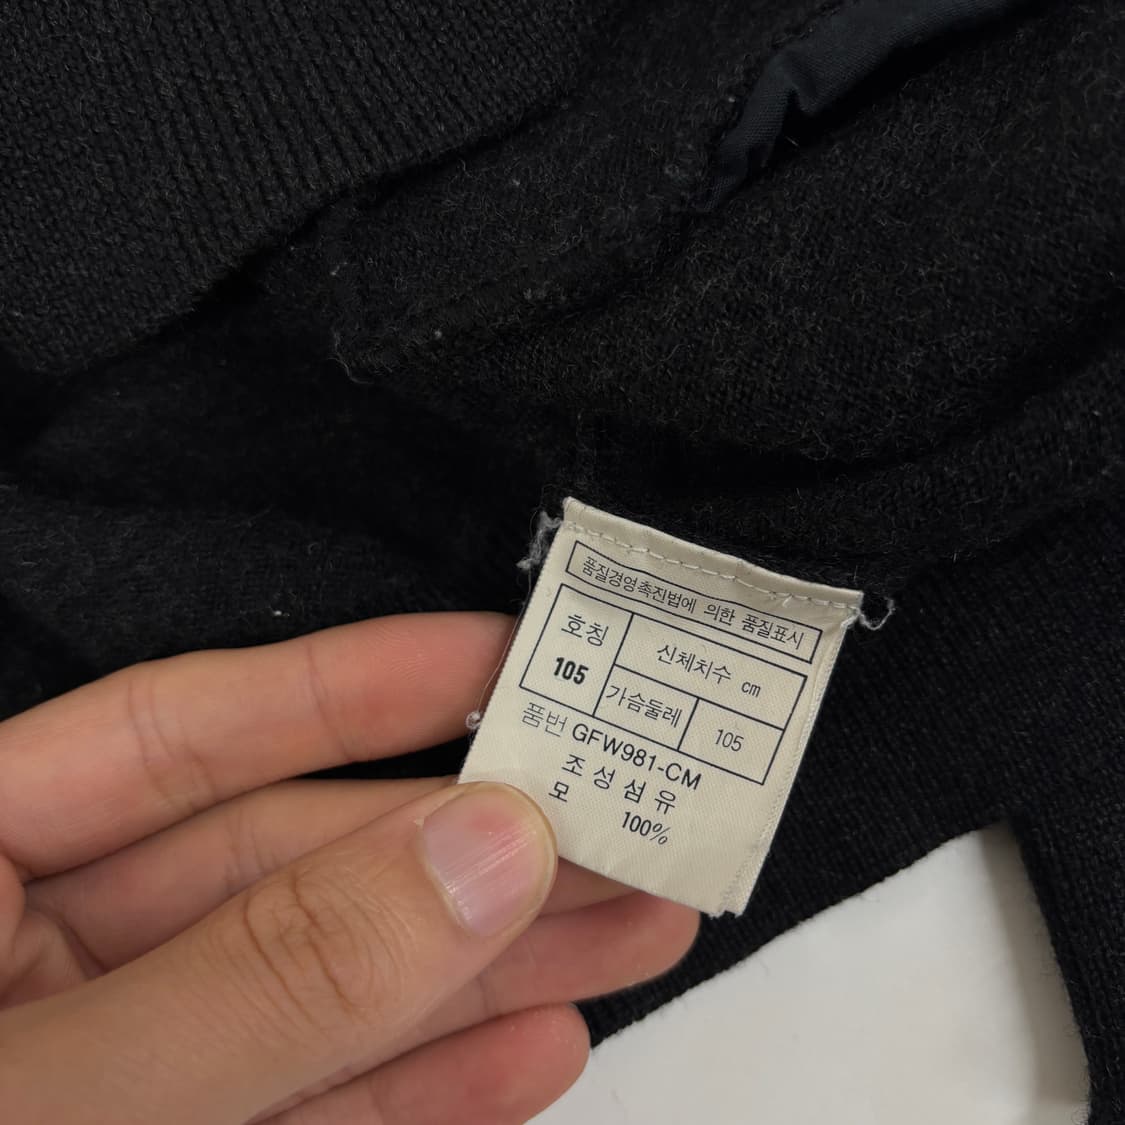 품질경영촉진법에 의한 품질표시
호칭
105
신체치수 cm
가슴둘레 105
품번 GFW981-CM
조성섬유
모 100%